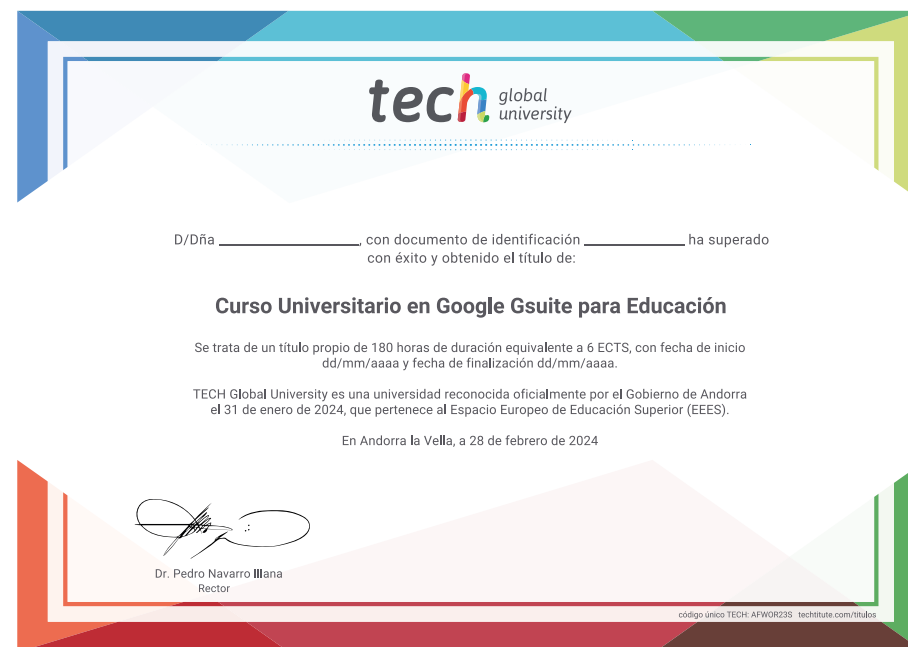 tech global university
D/Dña ____________________, con documento de identificación ______________ ha superado
con éxito y obtenido el título de:
Curso Universitario en Google Gsuite para Educación
Se trata de un título propio de 180 horas de duración equivalente a 6 ECTS, con fecha de inicio
dd/mm/aaaa y fecha de finalización dd/mm/aaaa.
TECH Global University es una universidad reconocida oficialmente por el Gobierno de Andorra
el 31 de enero de 2024, que pertenece al Espacio Europeo de Educación Superior (EEES).
En Andorra la Vella, a 28 de febrero de 2024
Dr. Pedro Navarro Illana
Rector
código único TECH: AFWOR23S techtitute.com/titulos